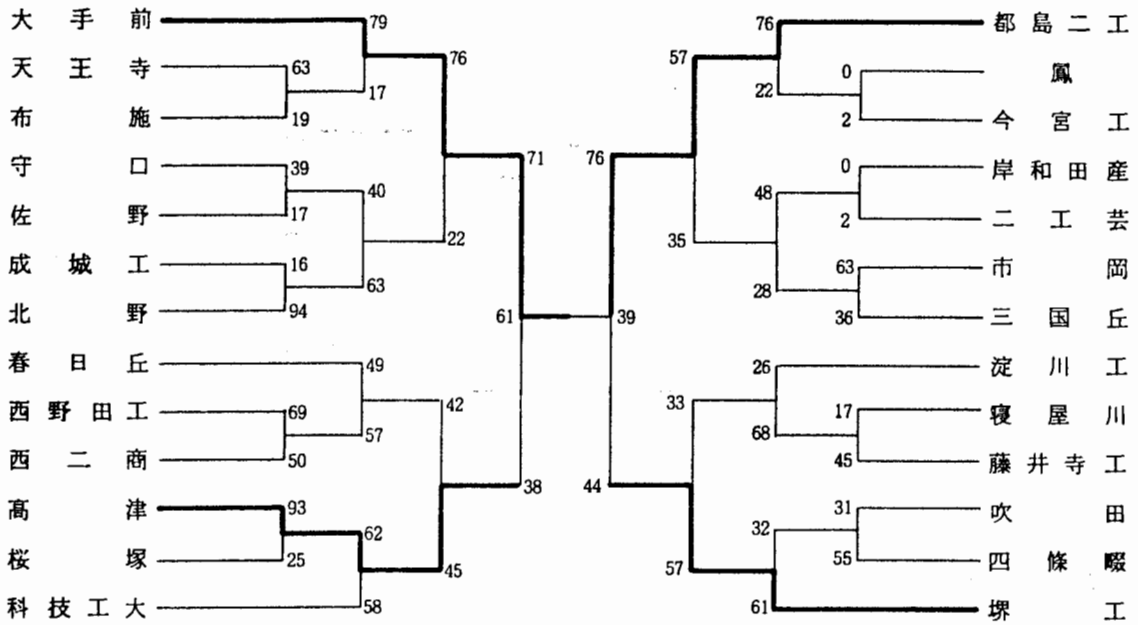 大手前 79 76 都島二工
57
76
天王寺 63 0 鳳
17 22
布施 19 2 今宮工
71 76
守口 39 0 岸和田産
40 48
佐野 17 2 二工芸
22 35
成城工 16 63 市岡
63 28
北野 94 36 三国丘
61 39
春日丘 49 26 淀川工
42 33
西野田工 69 17 寝屋川
57 68
西二商 50 45 藤井寺工
38 44
高津 93 31 吹田
62 32
桜塚 25 55 四條畷
45 57
科技工大 58 61 堺工